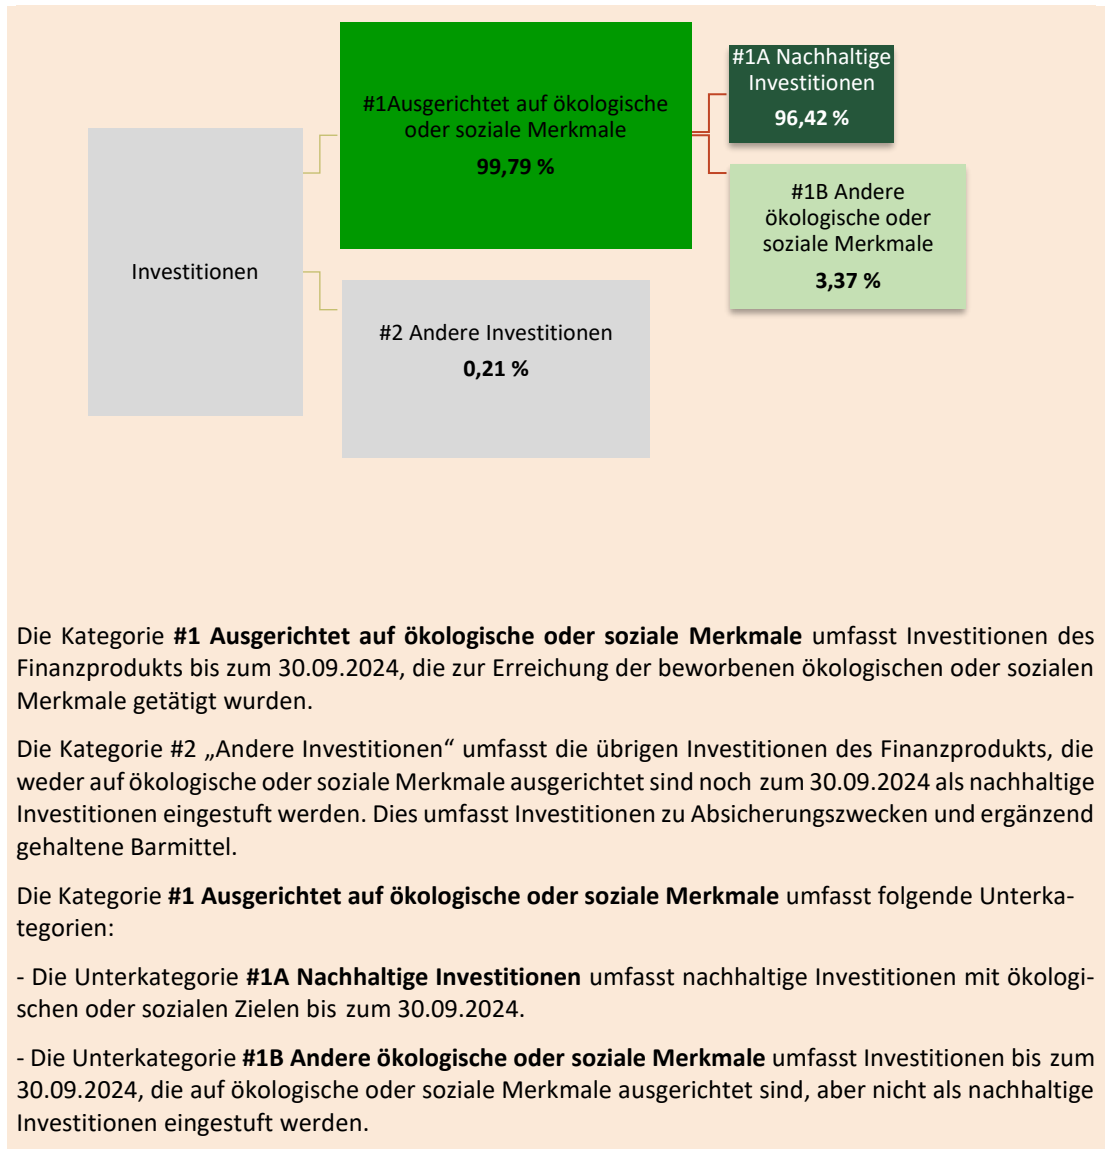 #1A Nachhaltige
Investitionen
96,42 %
#1Ausgerichtet auf ökologische
oder soziale Merkmale
99,79 %
#1B Andere
ökologische oder
soziale Merkmale
3,37 %
Investitionen
#2 Andere Investitionen
0,21 %
Die Kategorie #1 Ausgerichtet auf ökologische oder soziale Merkmale umfasst Investitionen des
Finanzprodukts bis zum 30.09.2024, die zur Erreichung der beworbenen ökologischen oder sozialen
Merkmale getätigt wurden.
Die Kategorie #2 „Andere Investitionen“ umfasst die übrigen Investitionen des Finanzprodukts, die
weder auf ökologische oder soziale Merkmale ausgerichtet sind noch zum 30.09.2024 als nachhaltige
Investitionen eingestuft werden. Dies umfasst Investitionen zu Absicherungszwecken und ergänzend
gehaltene Barmittel.
Die Kategorie #1 Ausgerichtet auf ökologische oder soziale Merkmale umfasst folgende Unterka-
tegorien:
- Die Unterkategorie #1A Nachhaltige Investitionen umfasst nachhaltige Investitionen mit ökologi-
schen oder sozialen Zielen bis zum 30.09.2024.
- Die Unterkategorie #1B Andere ökologische oder soziale Merkmale umfasst Investitionen bis zum
30.09.2024, die auf ökologische oder soziale Merkmale ausgerichtet sind, aber nicht als nachhaltige
Investitionen eingestuft werden.